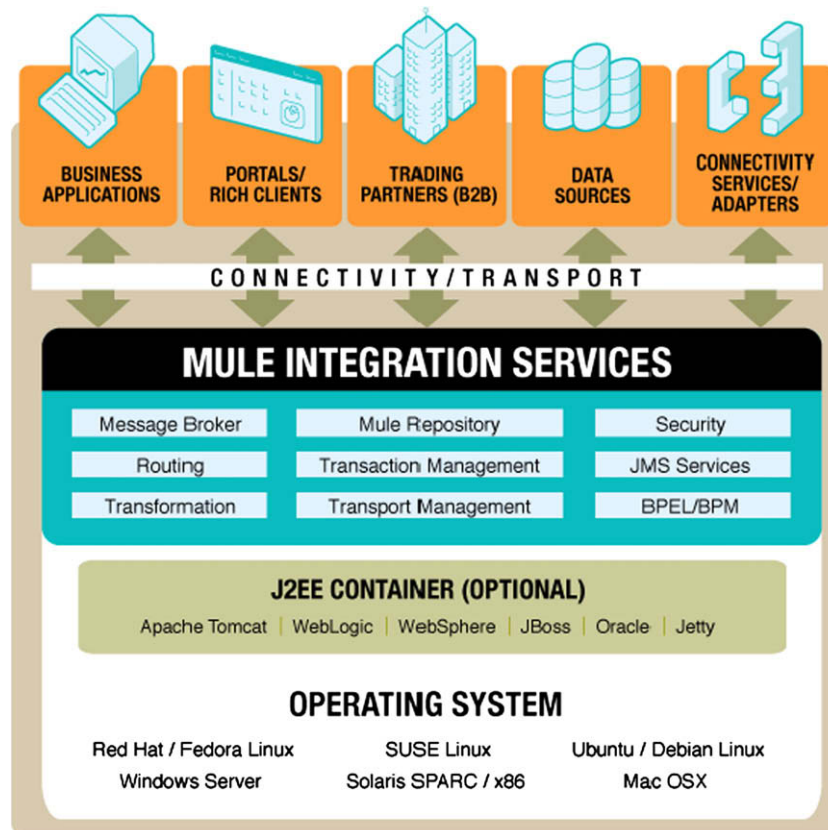 BUSINESS
APPLICATIONS
PORTALS/
RICH CLIENTS
TRADING
PARTNERS (B2B)
DATA
SOURCES
CONNECTIVITY
SERVICES/
ADAPTERS
CONNECTIVITY/TRANSPORT
MULE INTEGRATION SERVICES
Message Broker
Mule Repository
Security
Routing
Transaction Management
JMS Services
Transformation
Transport Management
BPEL/BPM
J2EE CONTAINER (OPTIONAL)
Apache Tomcat | WebLogic | WebSphere | JBoss | Oracle | Jetty
OPERATING SYSTEM
Red Hat / Fedora Linux
SUSE Linux
Ubuntu / Debian Linux
Windows Server
Solaris SPARC / x86
Mac OSX